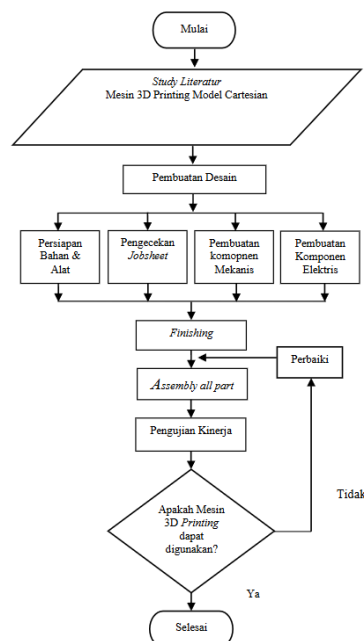 Mulai
Study Literatur
Mesin 3D Printing Model Cartesian
Pembuatan Desain
Persiapan
Bahan &
Alat
Pengecekan
Jobsheet
Pembuatan
komopnen
Mekanis
Pembuatan
Komponen
Elektris
Finishing
Perbaiki
Assembly all part
Pengujian Kinerja
Apakah Mesin
3D Printing
dapat
digunakan?
Tidak
Ya
Selesai